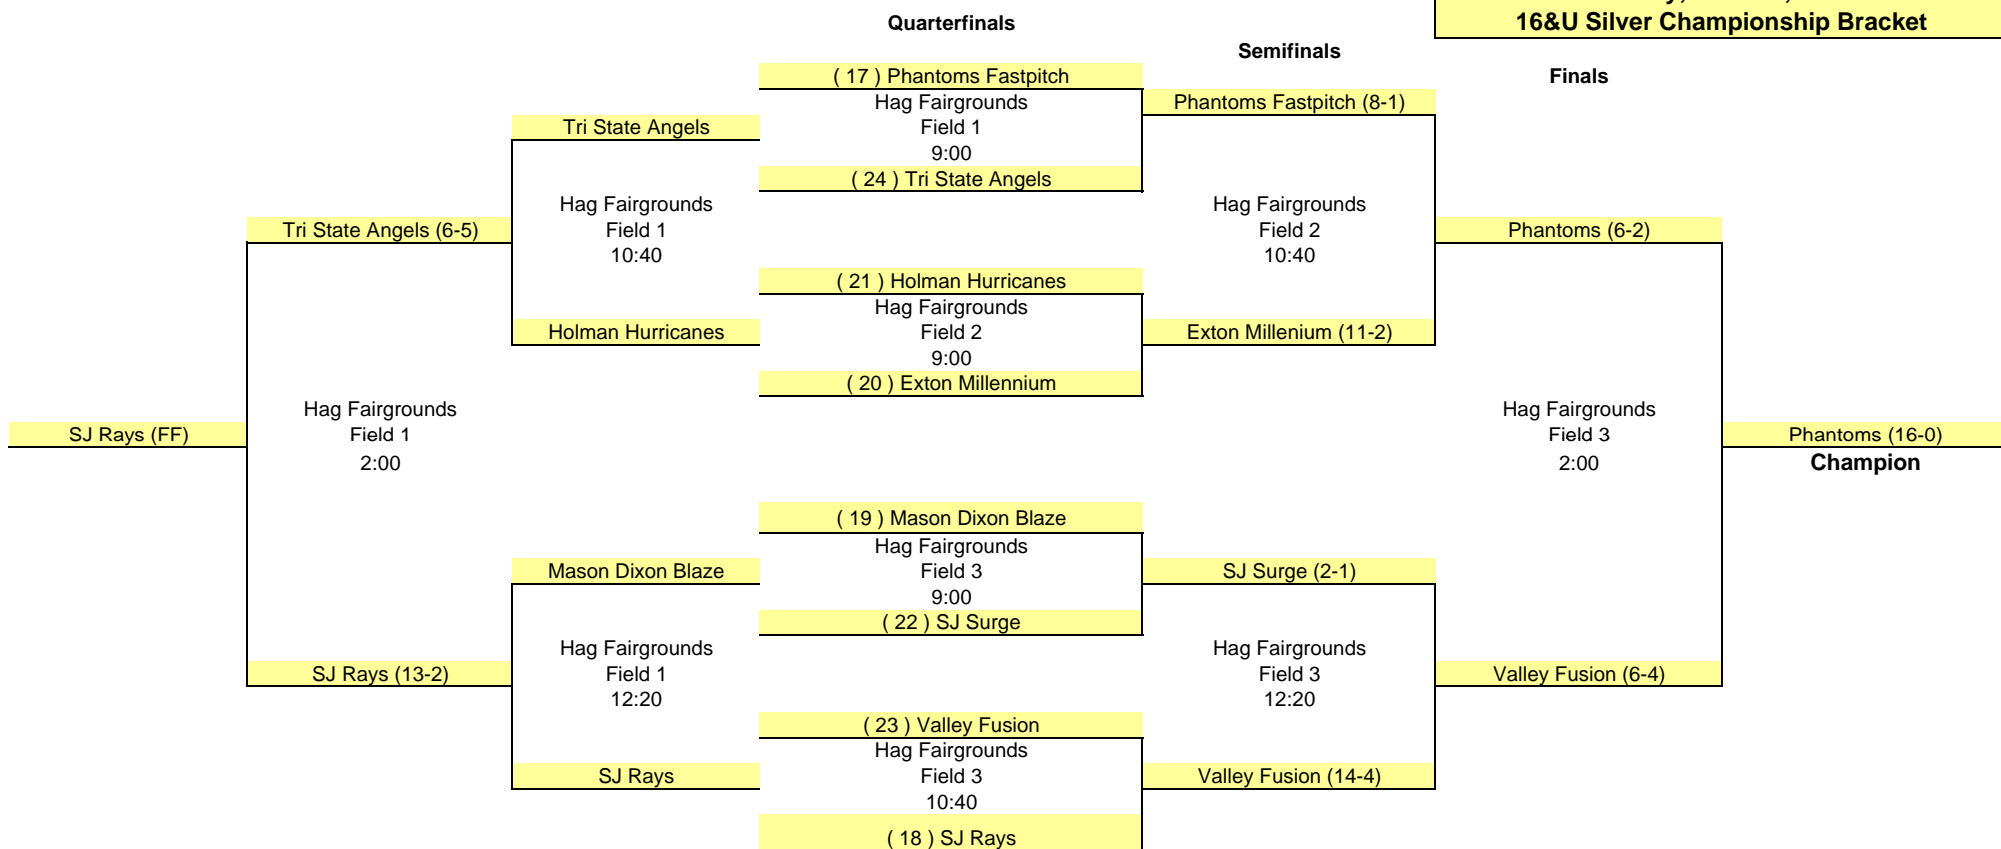 16&U Silver Championship Bracket
Quarterfinals
Semifinals
Finals
( 17 ) Phantoms Fastpitch
Hag Fairgrounds
Field 1
9:00
( 24 ) Tri State Angels
Phantoms Fastpitch (8-1)
Tri State Angels
Hag Fairgrounds
Field 1
10:40
Hag Fairgrounds
Field 2
10:40
Tri State Angels (6-5)
Phantoms (6-2)
( 21 ) Holman Hurricanes
Hag Fairgrounds
Field 2
9:00
( 20 ) Exton Millennium
Holman Hurricanes
Exton Millenium (11-2)
Hag Fairgrounds
Field 1
2:00
SJ Rays (FF)
Hag Fairgrounds
Field 3
2:00
Phantoms (16-0)
Champion
( 19 ) Mason Dixon Blaze
Hag Fairgrounds
Field 3
9:00
( 22 ) SJ Surge
Mason Dixon Blaze
SJ Surge (2-1)
Hag Fairgrounds
Field 1
12:20
Hag Fairgrounds
Field 3
12:20
SJ Rays (13-2)
Valley Fusion (6-4)
( 23 ) Valley Fusion
Hag Fairgrounds
Field 3
10:40
( 18 ) SJ Rays
SJ Rays
Valley Fusion (14-4)